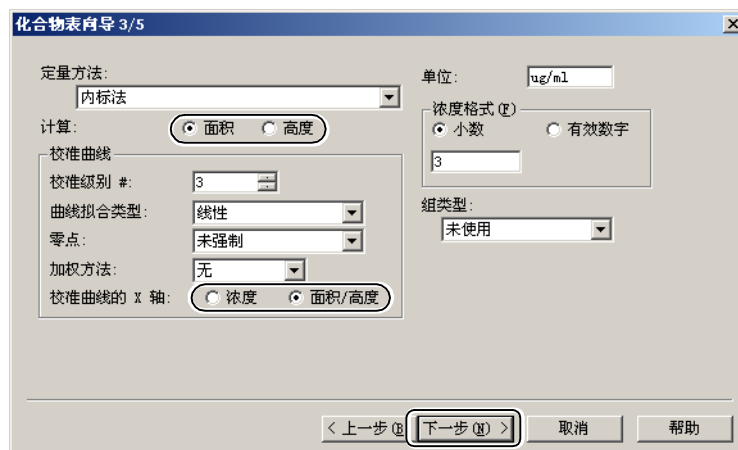 化合物表向导 3/5
定量方法:
内标法
计算: 面积 高度
校准曲线
校准级别 #: 3
曲线拟合类型: 线性
零点: 未强制
加权方法: 无
校准曲线的 X 轴: 浓度 面积/高度
单位: ug/ml
浓度格式(F)
小数 有效数字
3
组类型:
未使用
< 上一步(B 下一步(N) > 取消 帮助